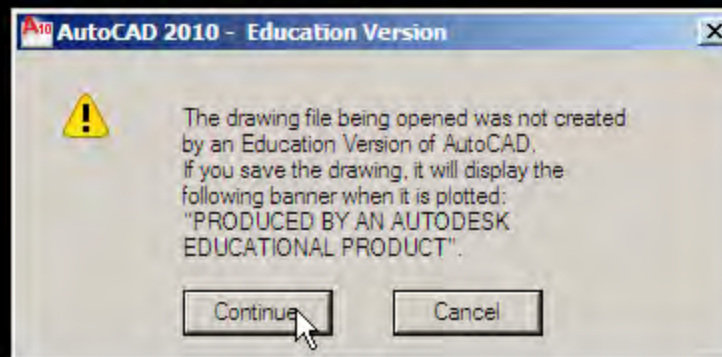 A10 AutoCAD 2010 - Education Version
The drawing file being opened was not created
by an Education Version of AutoCAD.
If you save the drawing, it will display the
following banner when it is plotted:
"PRODUCED BY AN AUTODESK
EDUCATIONAL PRODUCT".
Continue Cancel